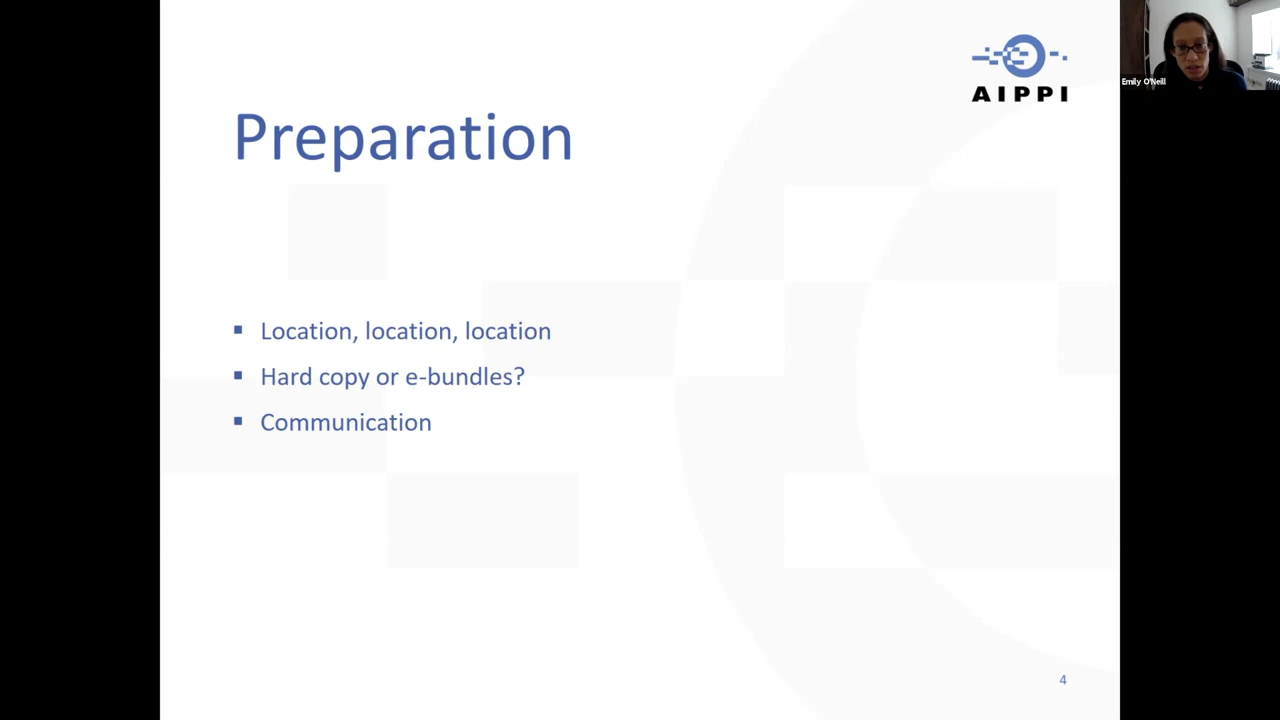 AIPPI
Emily O'Neill
Preparation
Location, location, location
Hard copy or e-bundles?
Communication
4